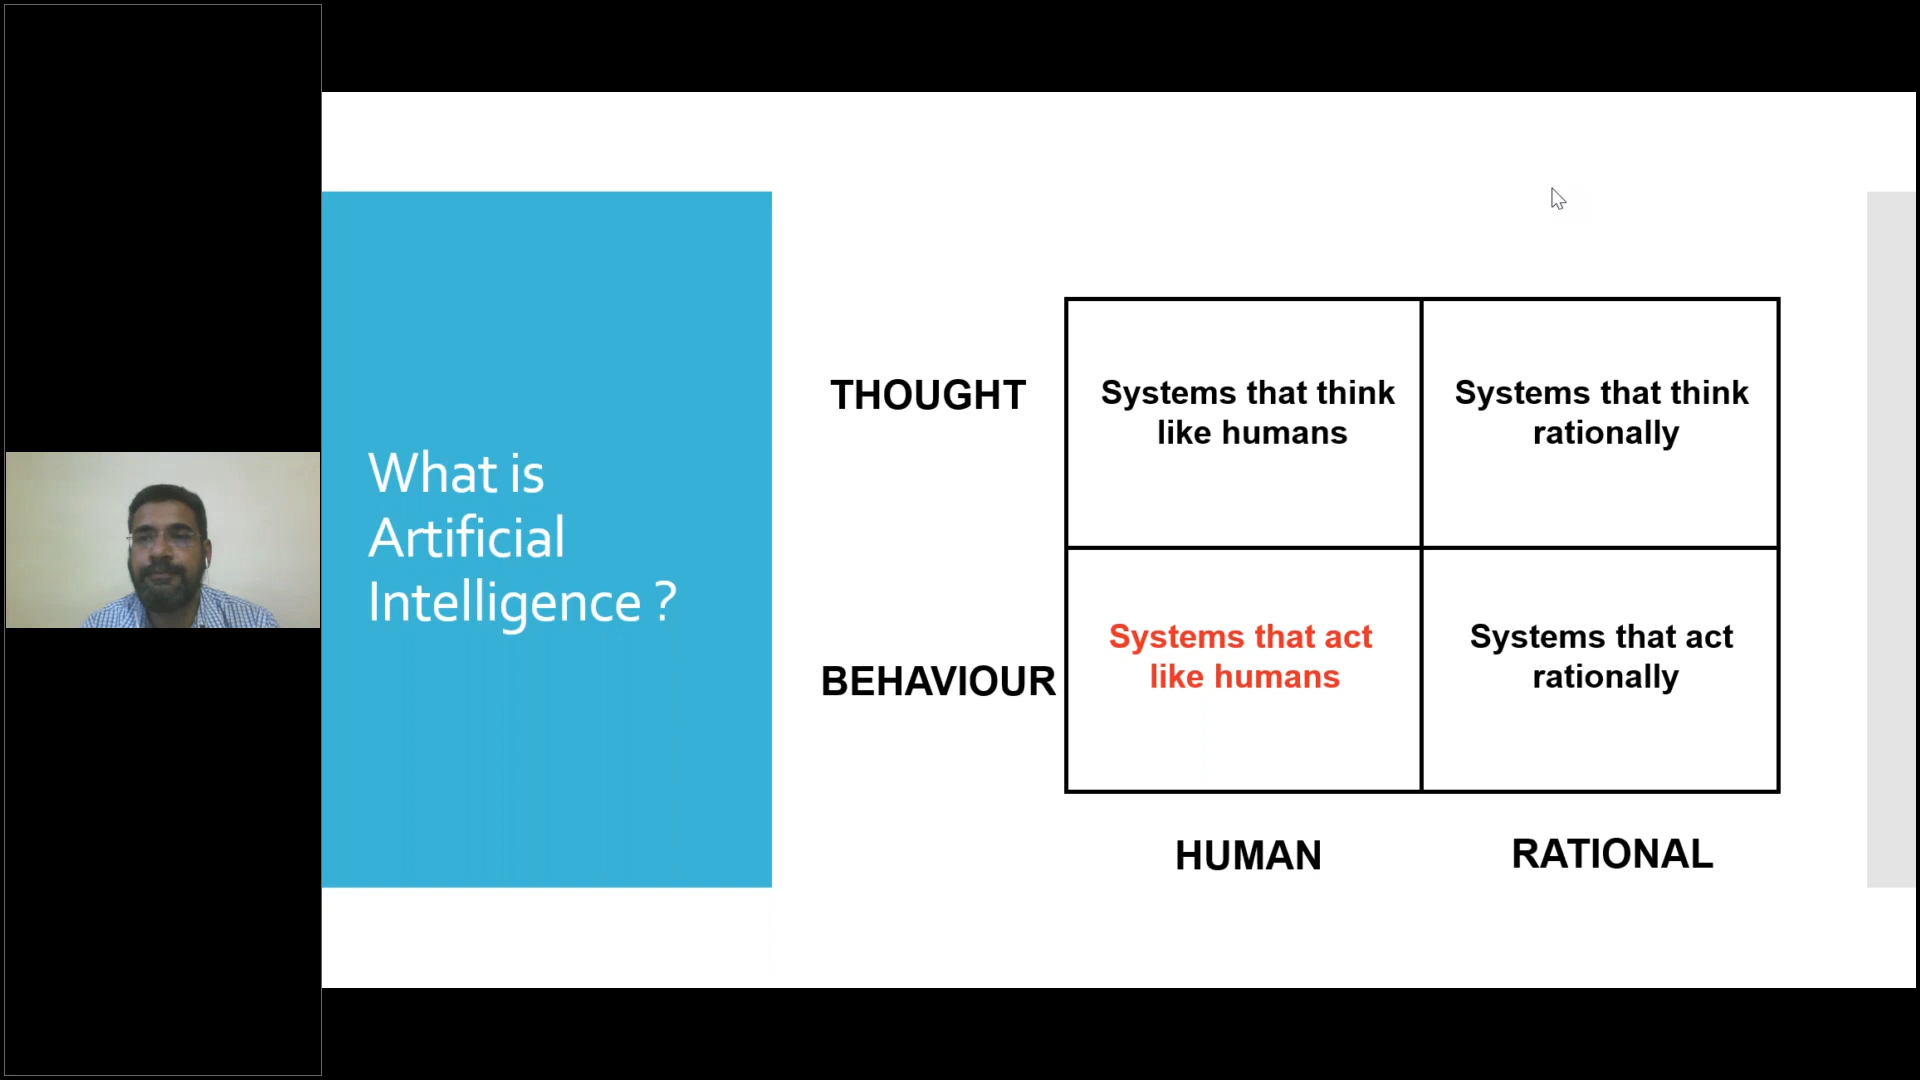 What is
Artificial
Intelligence ?
THOUGHT
Systems that think
like humans
Systems that think
rationally
BEHAVIOUR
Systems that act
like humans
Systems that act
rationally
HUMAN
RATIONAL